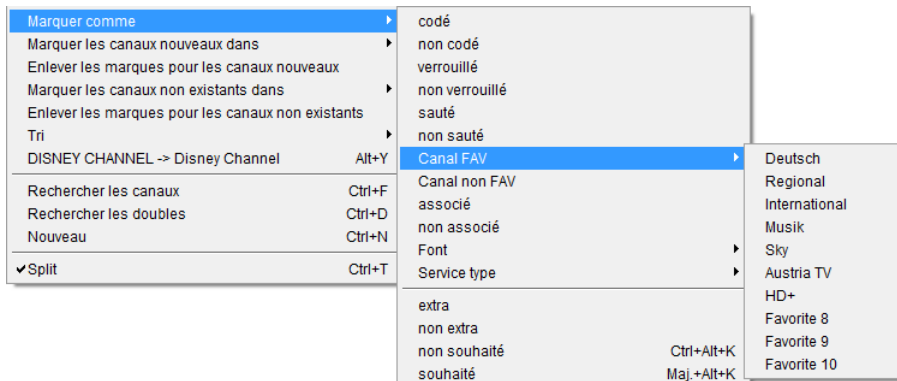 Marquer comme
Marquer les canaux nouveaux dans
Enlever les marques pour les canaux nouveaux
Marquer les canaux non existants dans
Enlever les marques pour les canaux non existants
Tri
DISNEY CHANNEL -> Disney Channel Alt+Y
Rechercher les canaux Ctrl+F
Rechercher les doubles Ctrl+D
Nouveau Ctrl+N
Split Ctrl+T
codé
non codé
verrouillé
non verrouillé
sauté
non sauté
Canal FAV
Canal non FAV
associé
non associé
Font
Service type
extra
non extra
non souhaité Ctrl+Alt+K
souhaité Maj.+Alt+K
Deutsch
Regional
International
Musik
Sky
Austria TV
HD+
Favorite 8
Favorite 9
Favorite 10